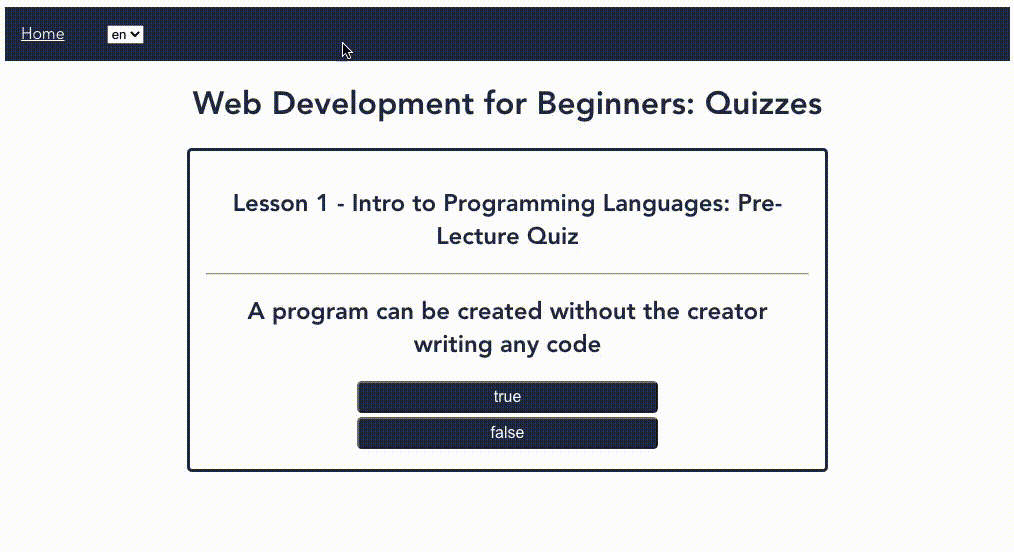 Home en
Web Development for Beginners: Quizzes
Lesson 1 - Intro to Programming Languages: Pre-
Lecture Quiz
A program can be created without the creator
writing any code
true
false